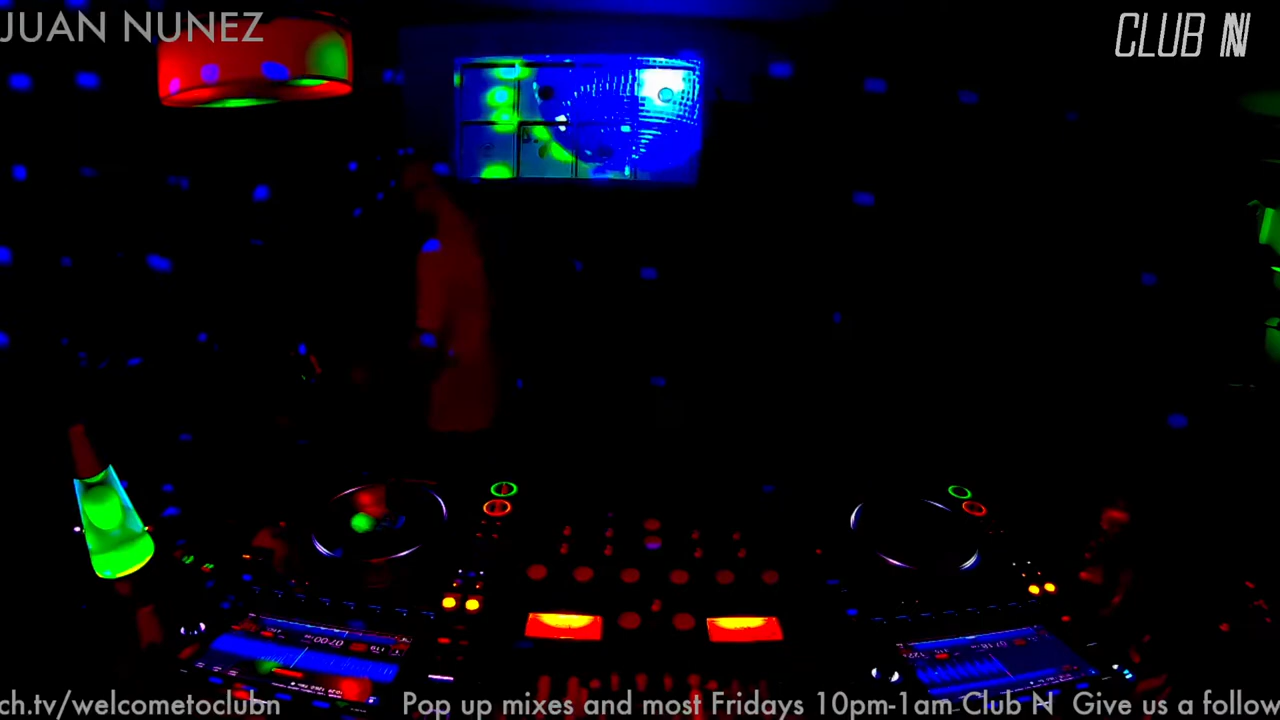 JUAN NUNEZ
CLUB N
ch.tv/welcometoclubn Pop up mixes and most Fridays 10pm-1am Club N Give us a follow